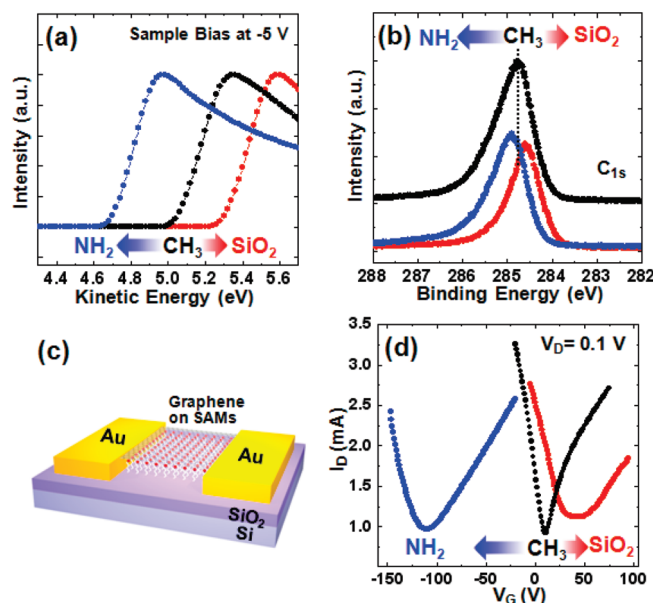 (a)
Sample Bias at -5 V
Intensity (a.u.)
NH2 CH3 SiO2
4.4 4.6 4.8 5.0 5.2 5.4 5.6
Kinetic Energy (eV)
(b)
NH2 CH3 SiO2
Intensity (a.u.)
C1s
288 287 286 285 284 283 282
Binding Energy (eV)
(c)
Graphene
on SAMs
Au
Au
SiO2
Si
(d)
VD= 0.1 V
ID (mA)
3.5
3.0
2.5
2.0
1.5
1.0
NH2 CH3 SiO2
-150 -100 -50 0 50 100
VG (V)